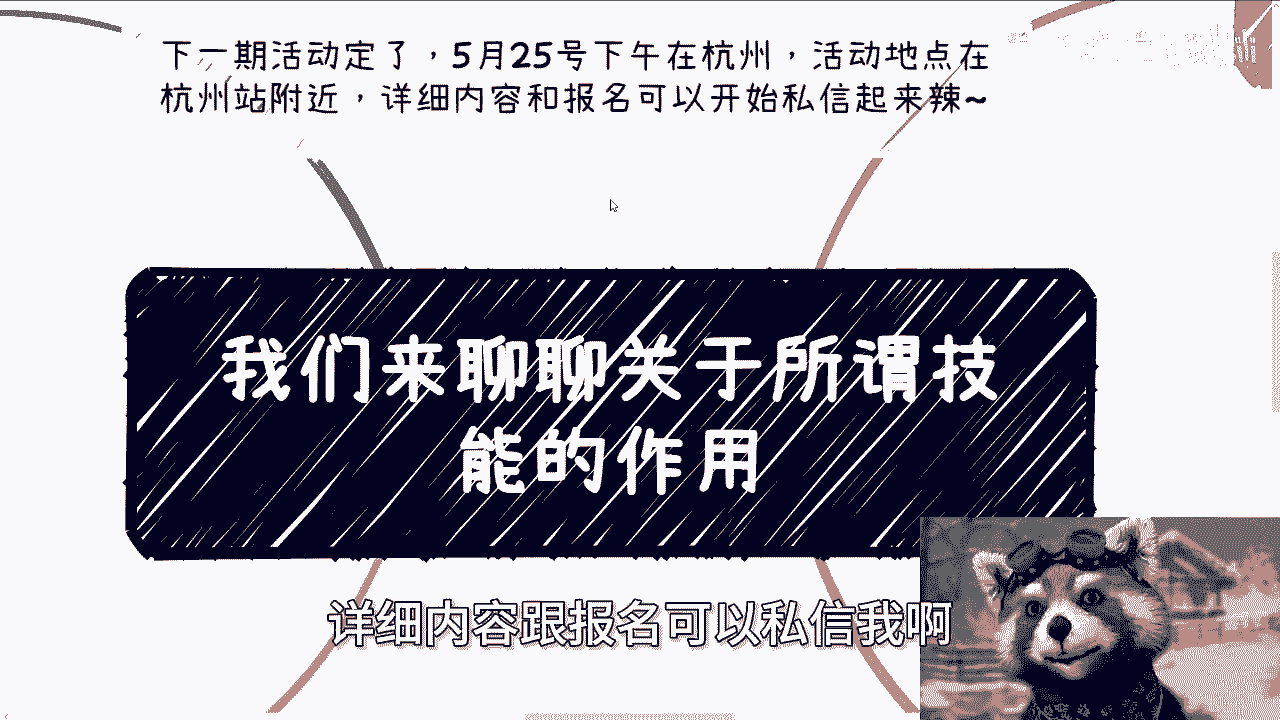 下一期活动定了，5月25号下午在杭州，活动地点在
杭州站附近，详细内容和报名可以开始私信起来辣~
我们来聊聊关于所谓技
能的作用
详细内容跟报名可以私信我啊